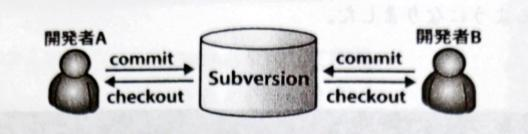 開発者A
commit
checkout
Subversion
開発者B
commit
checkout